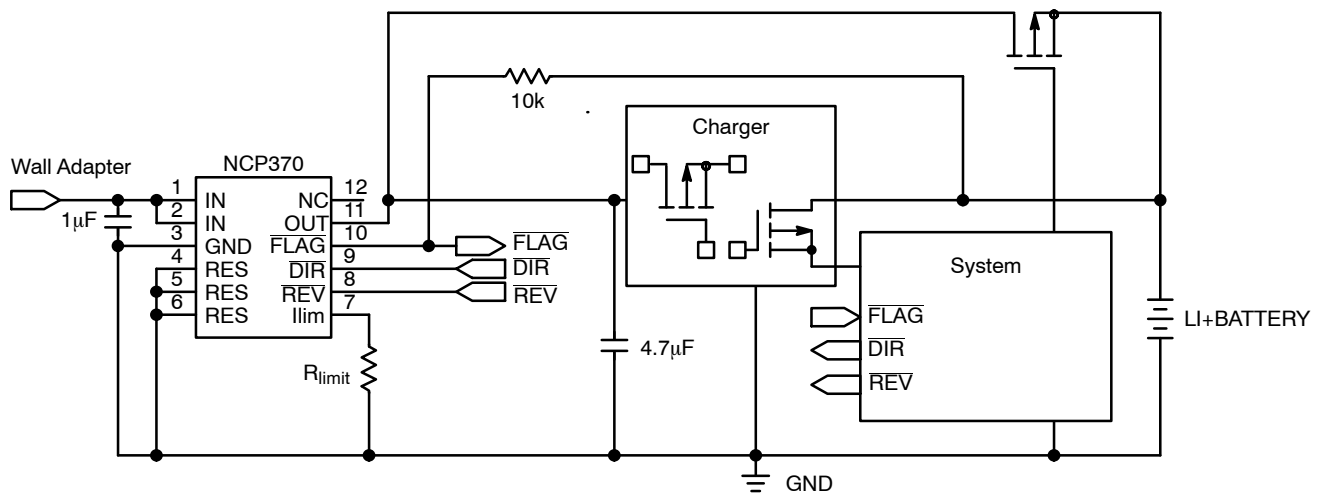 10k
Charger
Wall Adapter
NCP370
1 IN NC 12
1μF
2 IN OUT 11
3 GND FLAG 10 FLAG
4 RES DIR 9 DIR
5 RES REV 8 REV
6 RES Ilim 7
System
FLAG
LI+BATTERY
DIR
4.7μF
REV
Rlimit
GND